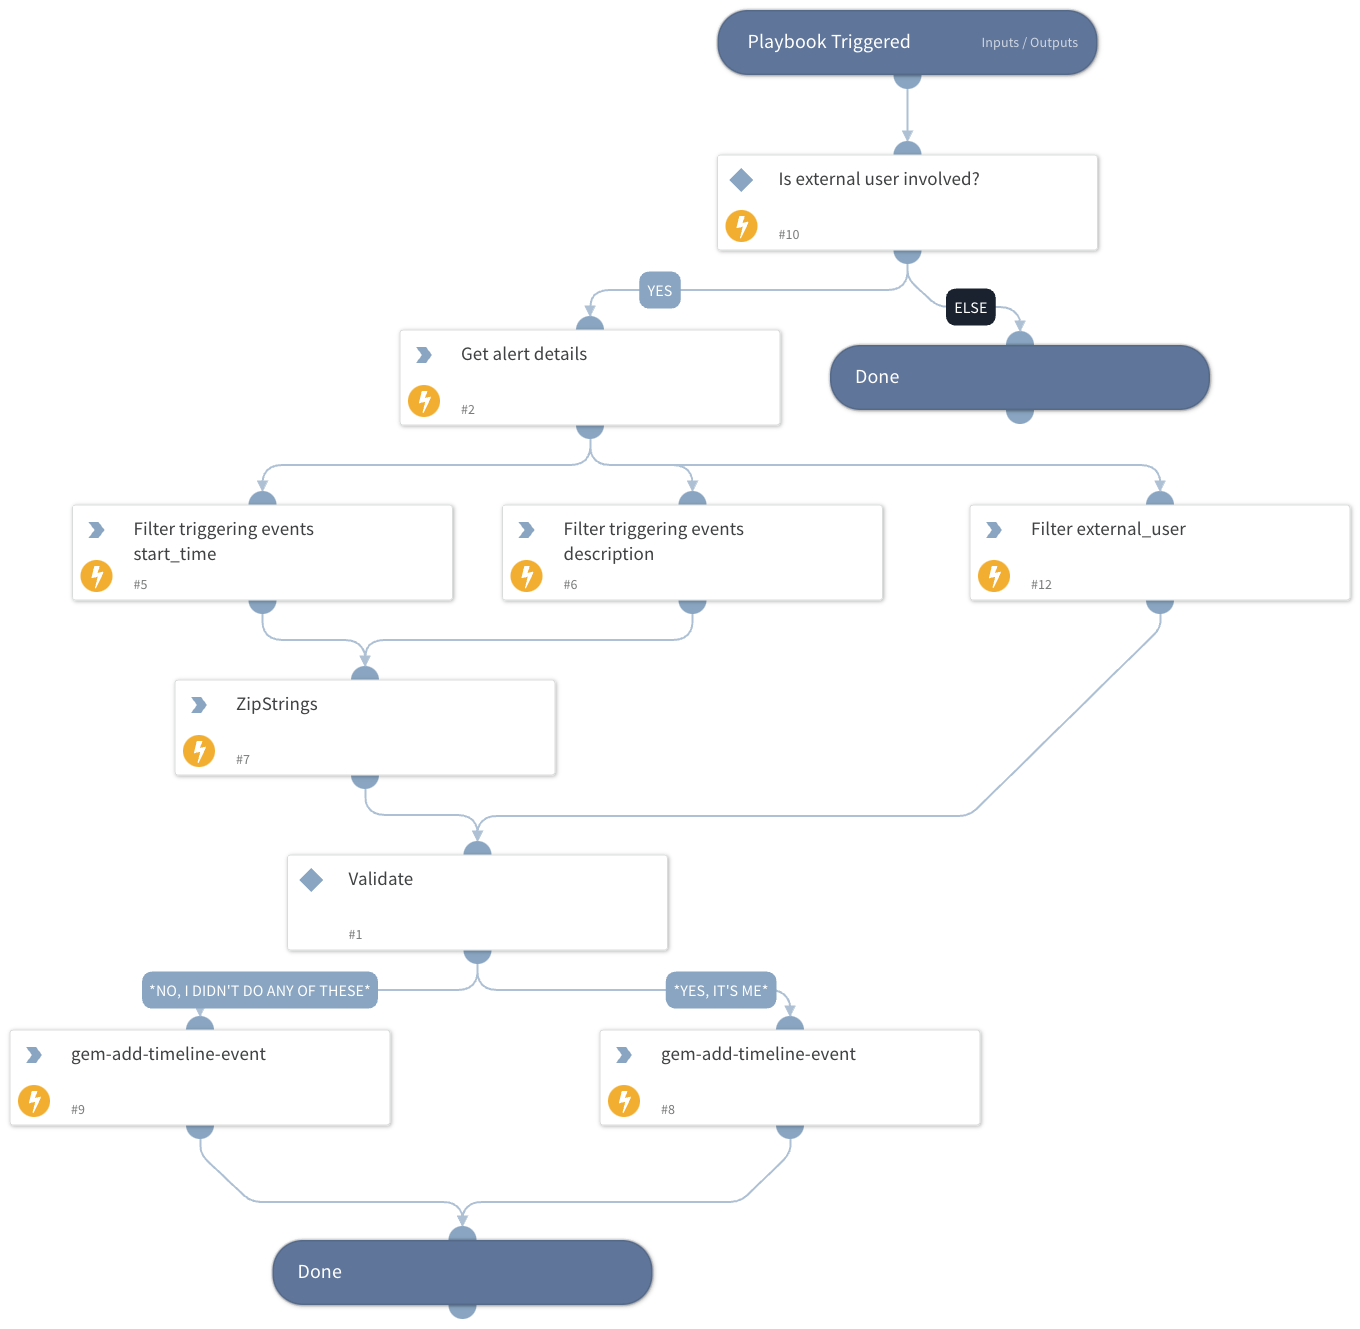 Playbook Triggered
Inputs / Outputs
Is external user involved?
#10
YES
ELSE
Get alert details
#2
Done
Filter triggering events
start_time
#5
Filter triggering events
description
#6
Filter external_user
#12
ZipStrings
#7
Validate
#1
*NO, I DIDN'T DO ANY OF THESE*
*YES, IT'S ME*
gem-add-timeline-event
#9
gem-add-timeline-event
#8
Done